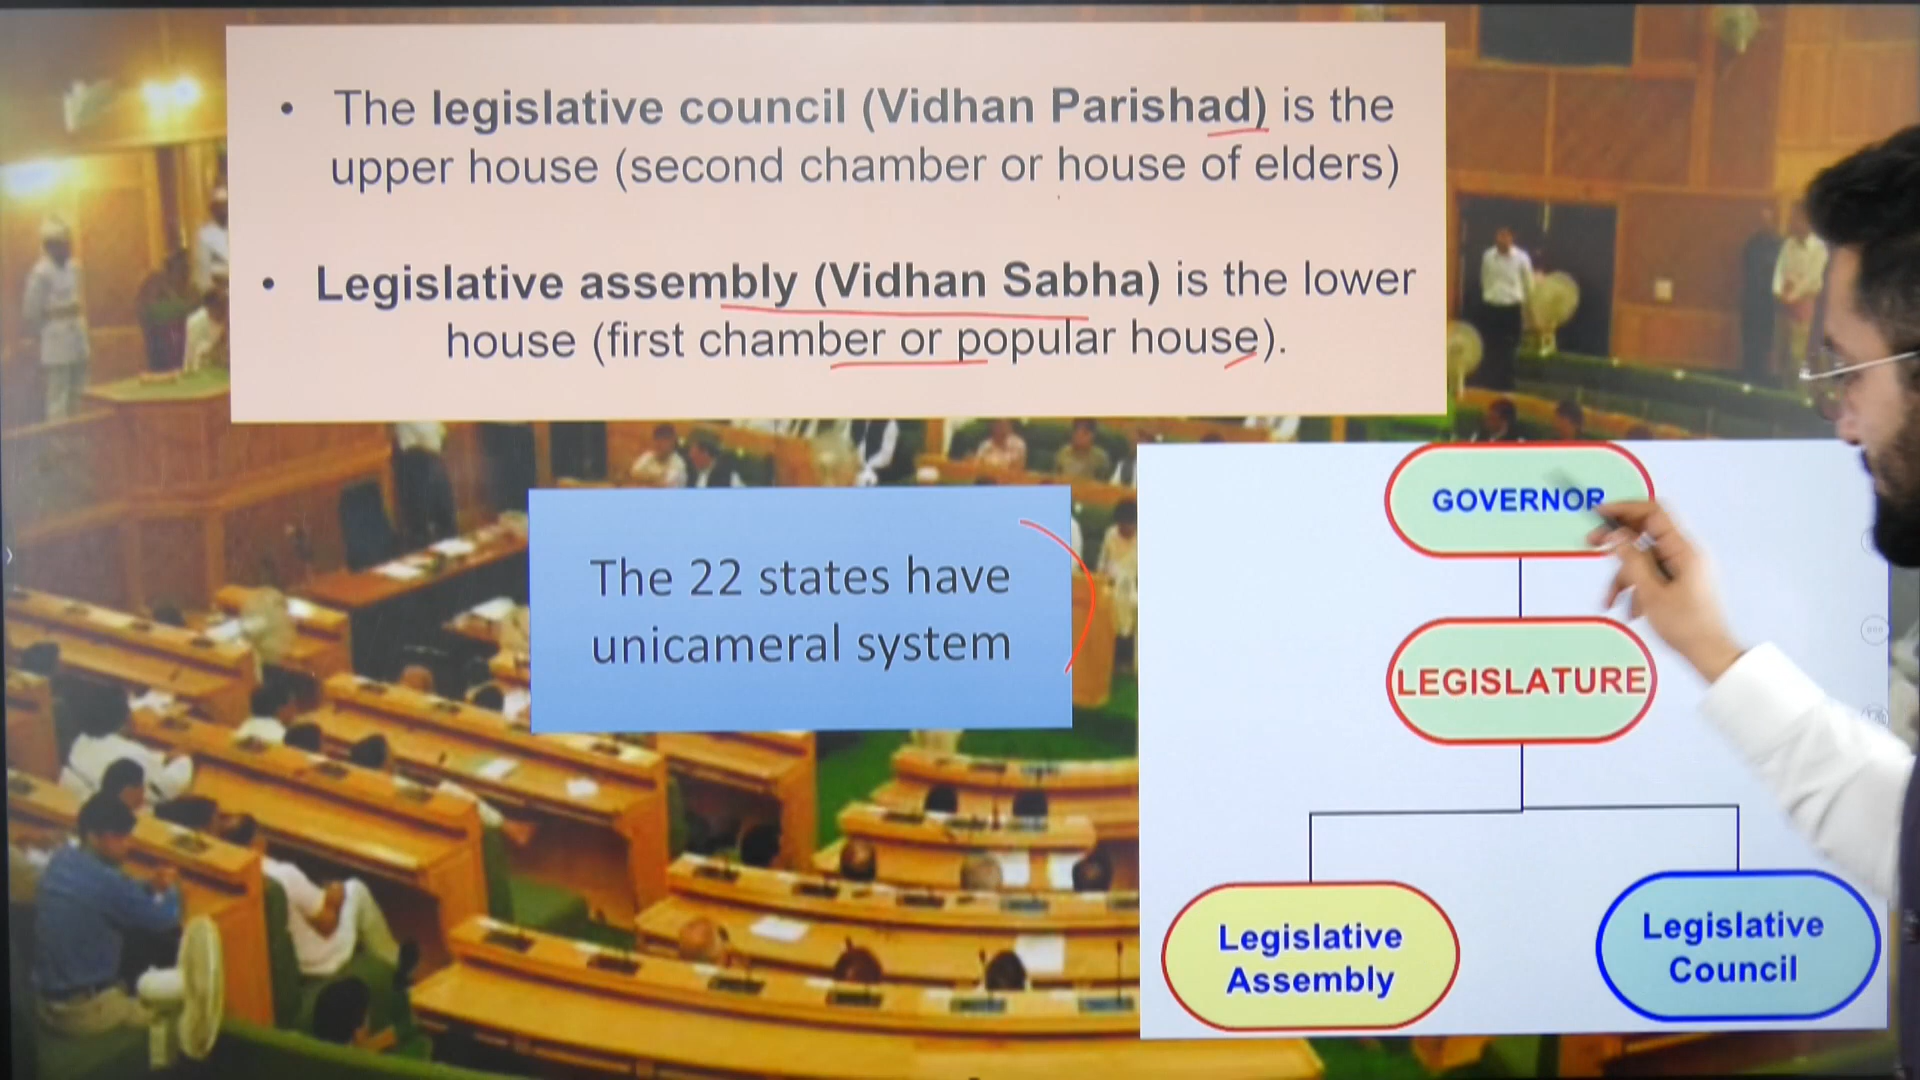 • The legislative council (Vidhan Parishad) is the
upper house (second chamber or house of elders)
• Legislative assembly (Vidhan Sabha) is the lower
house (first chamber or popular house).
The 22 states have
unicameral system
GOVERNOR
LEGISLATURE
Legislative
Assembly
Legislative
Council